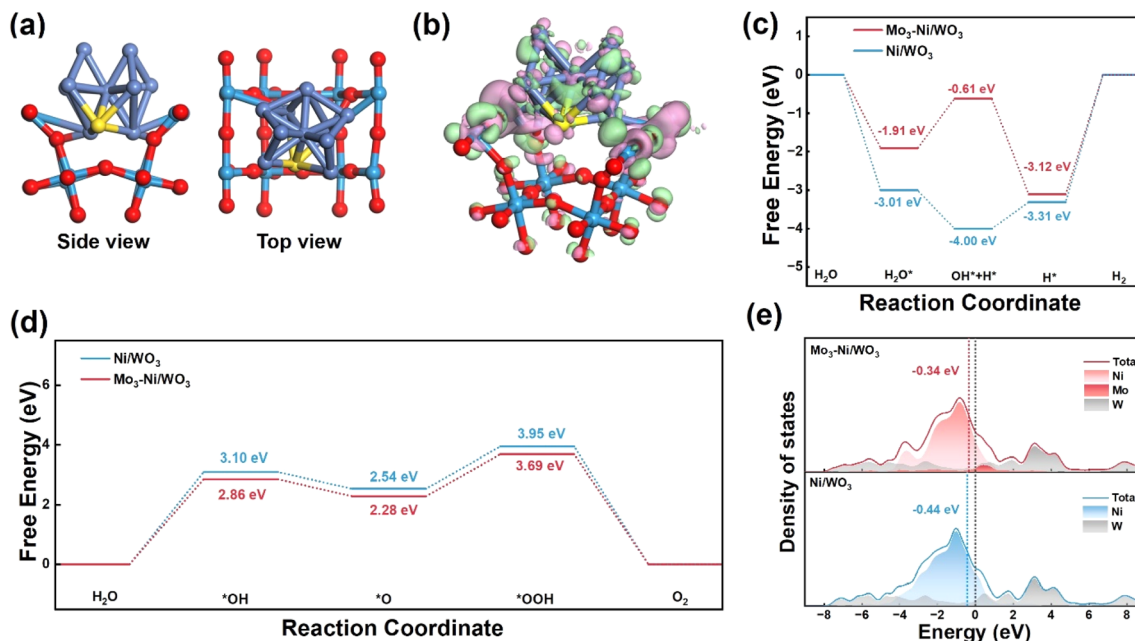 (a)
Side view
Top view
(b)
(c)
Mo₃-Ni/WO₃
Ni/WO₃
Free Energy (eV)
1
0
−1
−2
−3
−4
−5
-0.61 eV
-1.91 eV
-3.12 eV
-3.01 eV
-3.31 eV
-4.00 eV
H₂O
H₂O*
OH*+H*
H*
H₂
Reaction Coordinate
(d)
Ni/WO₃
Mo₃-Ni/WO₃
Free Energy (eV)
6
4
2
0
3.10 eV
2.86 eV
2.54 eV
2.28 eV
3.95 eV
3.69 eV
H₂O
*OH
*O
*OOH
O₂
Reaction Coordinate
(e)
Density of states
Mo₃-Ni/WO₃
-0.34 eV
Total
Ni
Mo
W
Ni/WO₃
-0.44 eV
Total
Ni
W
−8
−6
−4
−2
0
2
4
6
8
Energy (eV)